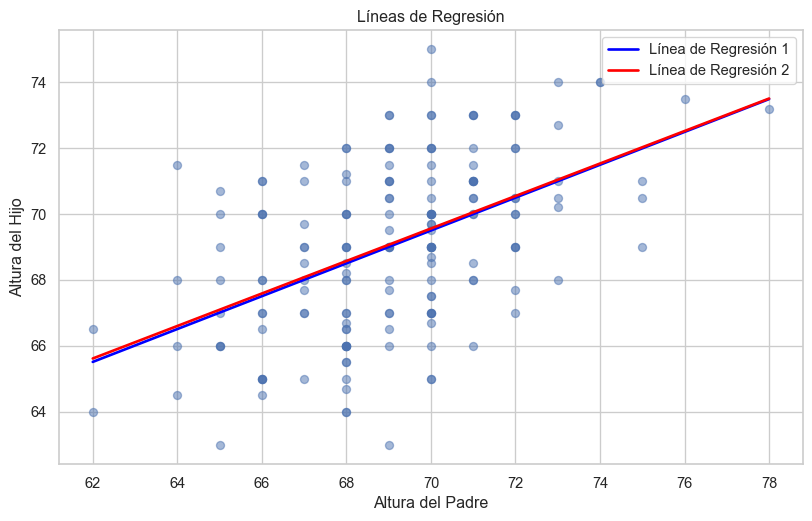 Líneas de Regresión
Línea de Regresión 1
Línea de Regresión 2
Altura del Hijo
74
72
70
68
66
64
62 64 66 68 70 72 74 76 78
Altura del Padre